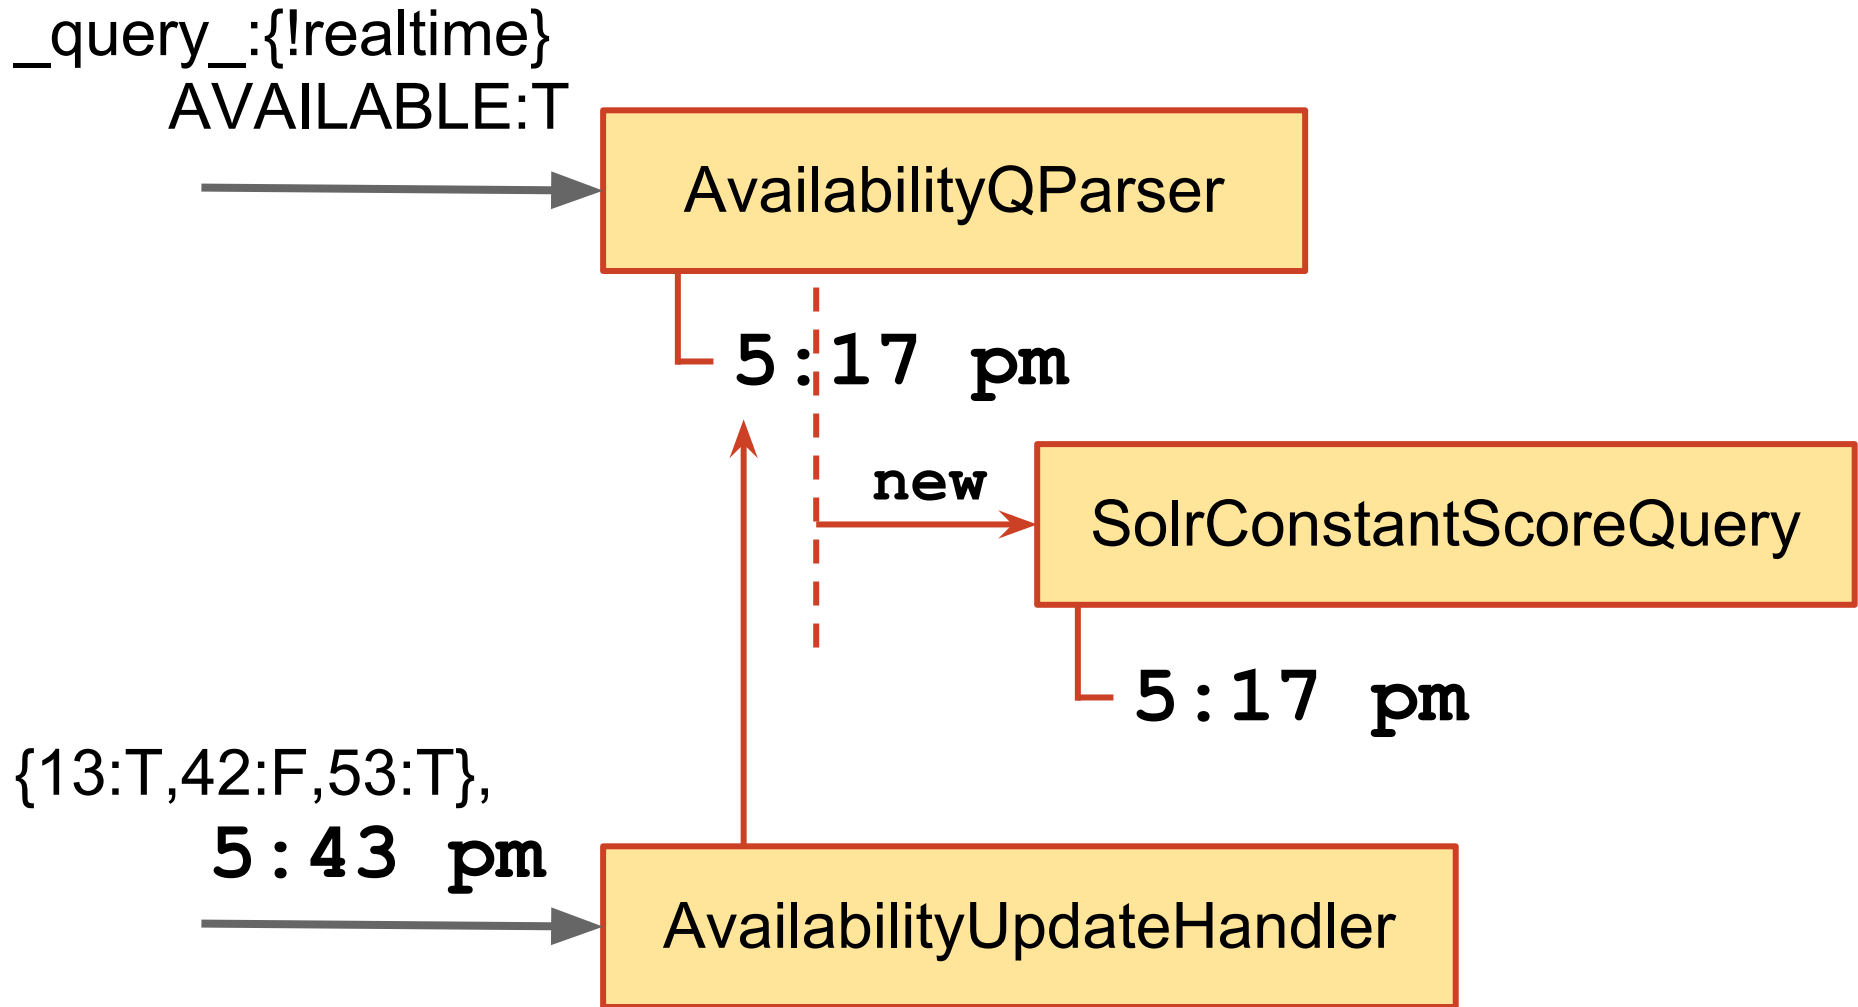 _query_:{!realtime}
AVAILABLE:T
AvailabilityQParser
5:17 pm
new
SolrConstantScoreQuery
5:17 pm
{13:T,42:F,53:T},
5:43 pm
AvailabilityUpdateHandler